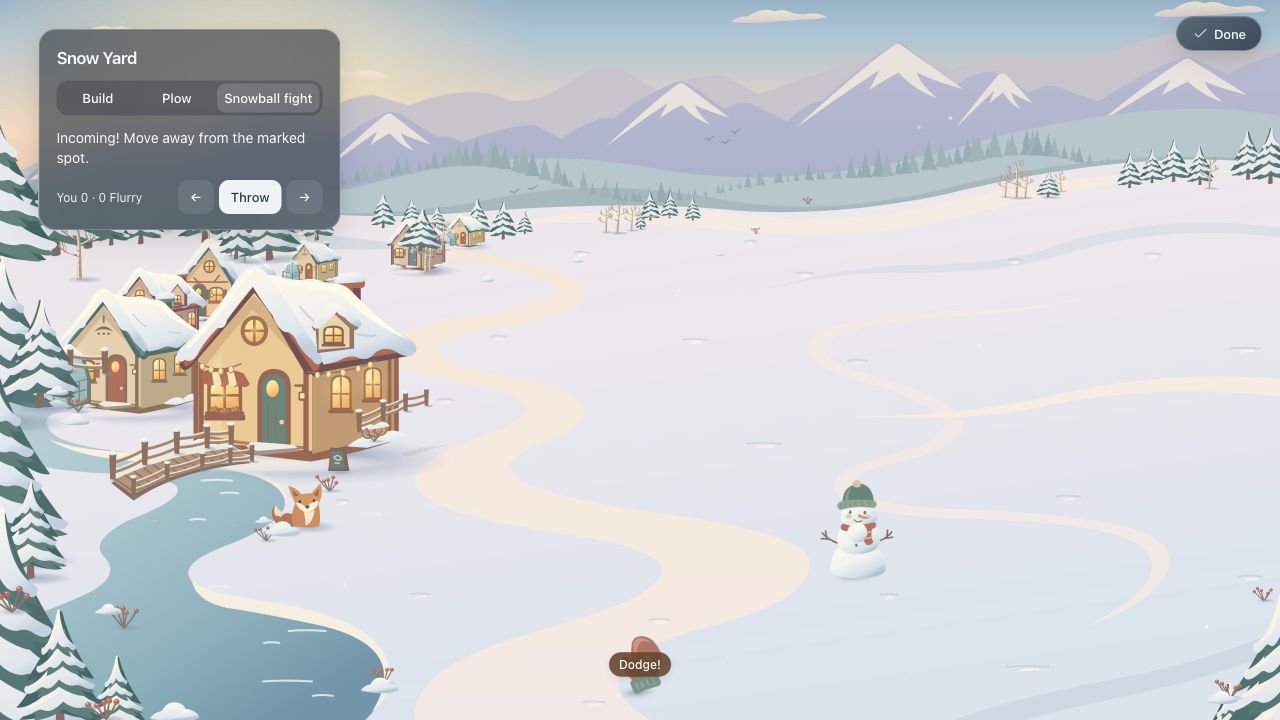 Snow Yard
Done
Build
Plow
Snowball fight
Incoming! Move away from the marked
spot.
You 0 · 0 Flurry
←
Throw
→
Dodge!